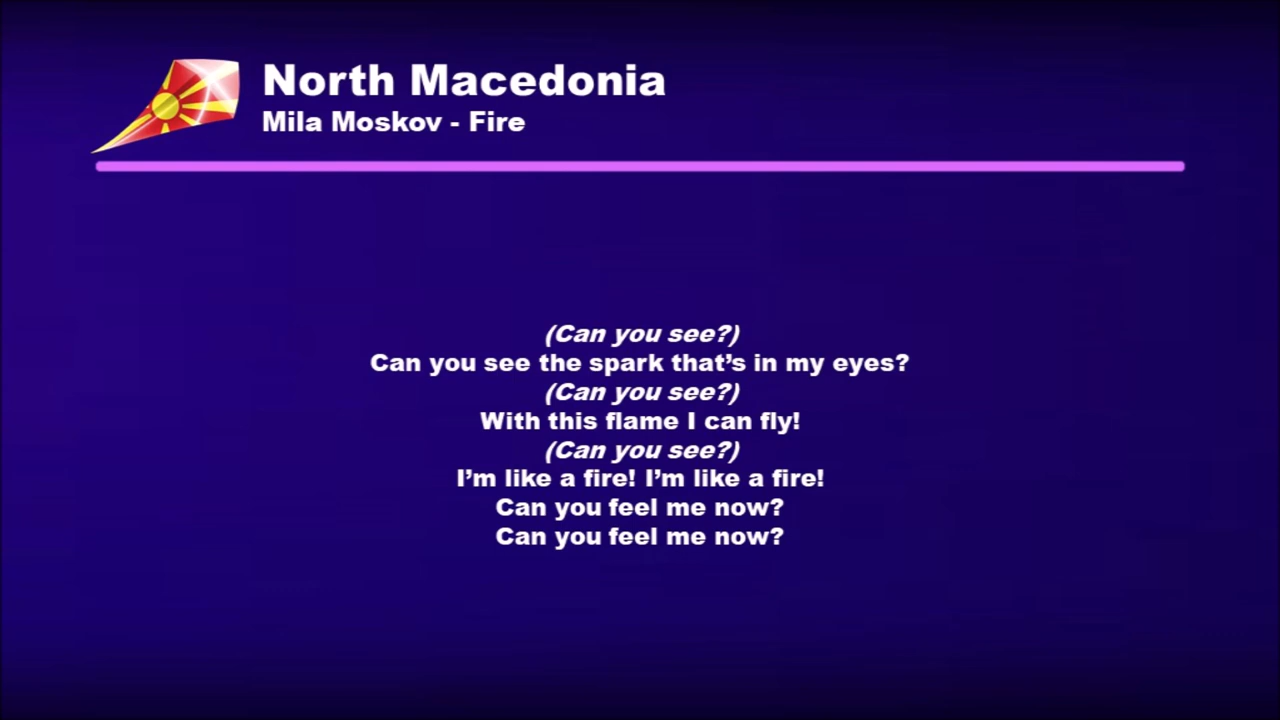 North Macedonia
Mila Moskov - Fire
(Can you see?)
Can you see the spark that’s in my eyes?
(Can you see?)
With this flame I can fly!
(Can you see?)
I’m like a fire! I’m like a fire!
Can you feel me now?
Can you feel me now?